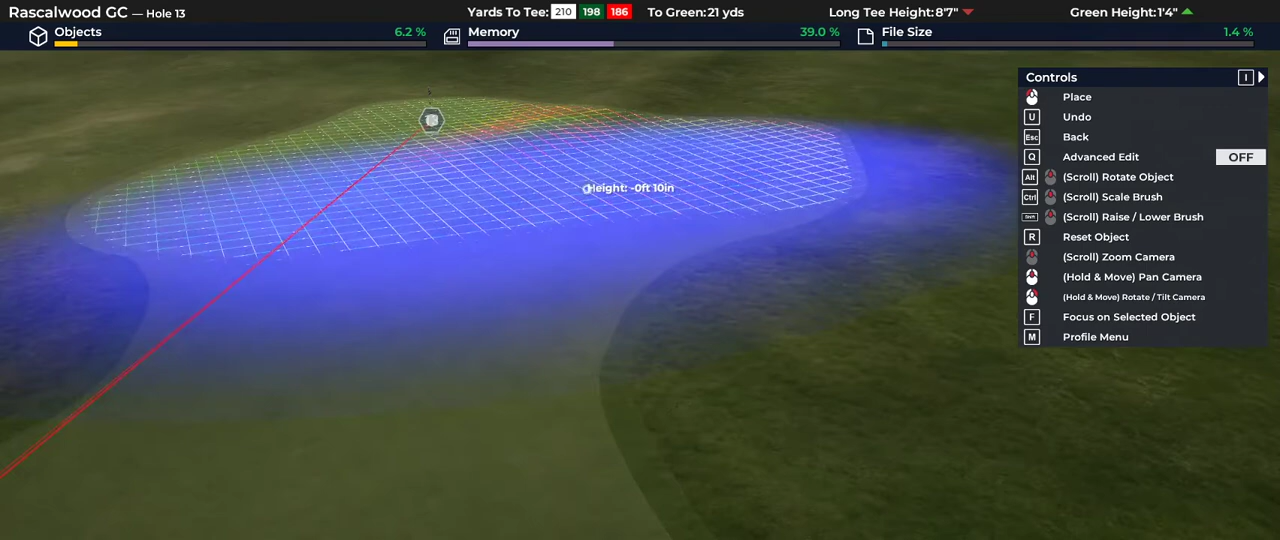 Rascalwood GC — Hole 13
Yards To Tee: 210 198 186 To Green: 21 yds Long Tee Height: 8'7" Green Height: 1'4"
Objects 6.2 % Memory 39.0 % File Size 1.4 %
Controls I
Place
U Undo
Esc Back
Q Advanced Edit OFF
Alt (Scroll) Rotate Object
Ctrl (Scroll) Scale Brush
Shift (Scroll) Raise / Lower Brush
R Reset Object
(Scroll) Zoom Camera
(Hold & Move) Pan Camera
(Hold & Move) Rotate / Tilt Camera
F Focus on Selected Object
M Profile Menu
Height: -0ft 10in